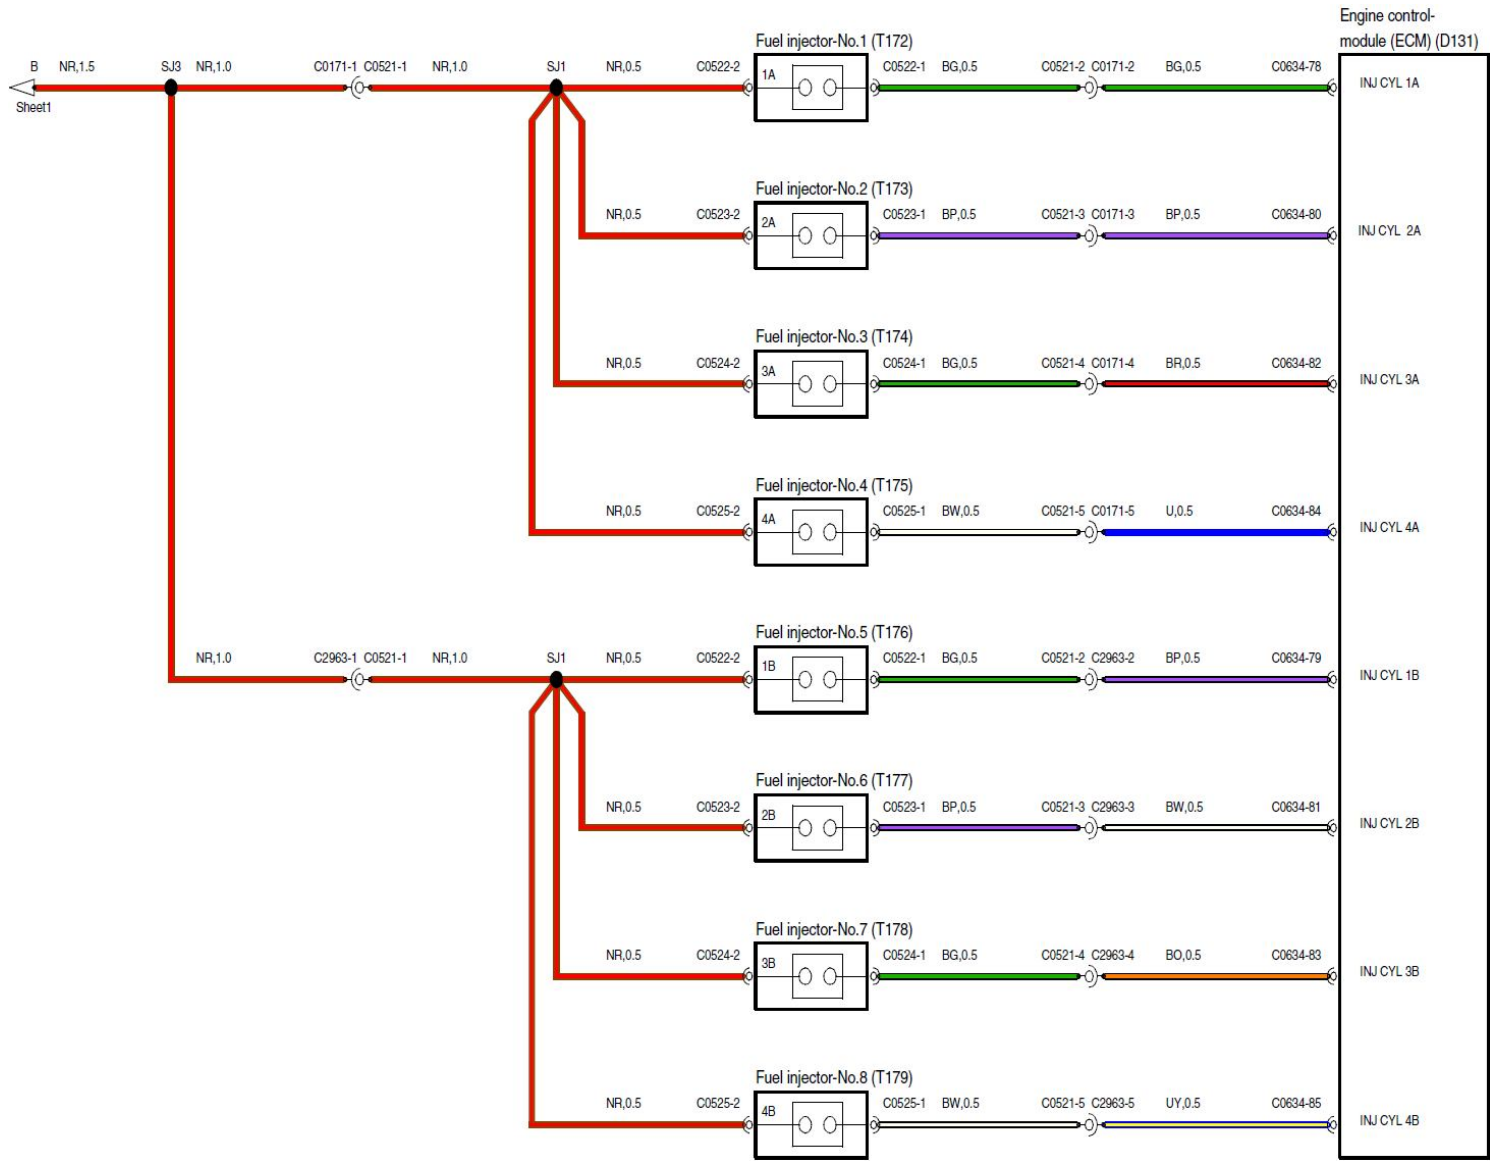 Engine control-
module (ECM) (D131)
Fuel injector-No.1 (T172)
B NR,1.5 SJ3 NR,1.0 C0171-1 C0521-1 NR,1.0 SJ1 NR,0.5 C0522-2 1A C0522-1 BG,0.5 C0521-2 C0171-2 BG,0.5 C0634-78 INJ CYL 1A
Sheet1
Fuel injector-No.2 (T173)
NR,0.5 C0523-2 2A C0523-1 BP,0.5 C0521-3 C0171-3 BP,0.5 C0634-80 INJ CYL 2A
Fuel injector-No.3 (T174)
NR,0.5 C0524-2 3A C0524-1 BG,0.5 C0521-4 C0171-4 BR,0.5 C0634-82 INJ CYL 3A
Fuel injector-No.4 (T175)
NR,0.5 C0525-2 4A C0525-1 BW,0.5 C0521-5 C0171-5 U,0.5 C0634-84 INJ CYL 4A
Fuel injector-No.5 (T176)
NR,1.0 C2963-1 C0521-1 NR,1.0 SJ1 NR,0.5 C0522-2 1B C0522-1 BG,0.5 C0521-2 C2963-2 BP,0.5 C0634-79 INJ CYL 1B
Fuel injector-No.6 (T177)
NR,0.5 C0523-2 2B C0523-1 BP,0.5 C0521-3 C2963-3 BW,0.5 C0634-81 INJ CYL 2B
Fuel injector-No.7 (T178)
NR,0.5 C0524-2 3B C0524-1 BG,0.5 C0521-4 C2963-4 BO,0.5 C0634-83 INJ CYL 3B
Fuel injector-No.8 (T179)
NR,0.5 C0525-2 4B C0525-1 BW,0.5 C0521-5 C2963-5 UY,0.5 C0634-85 INJ CYL 4B